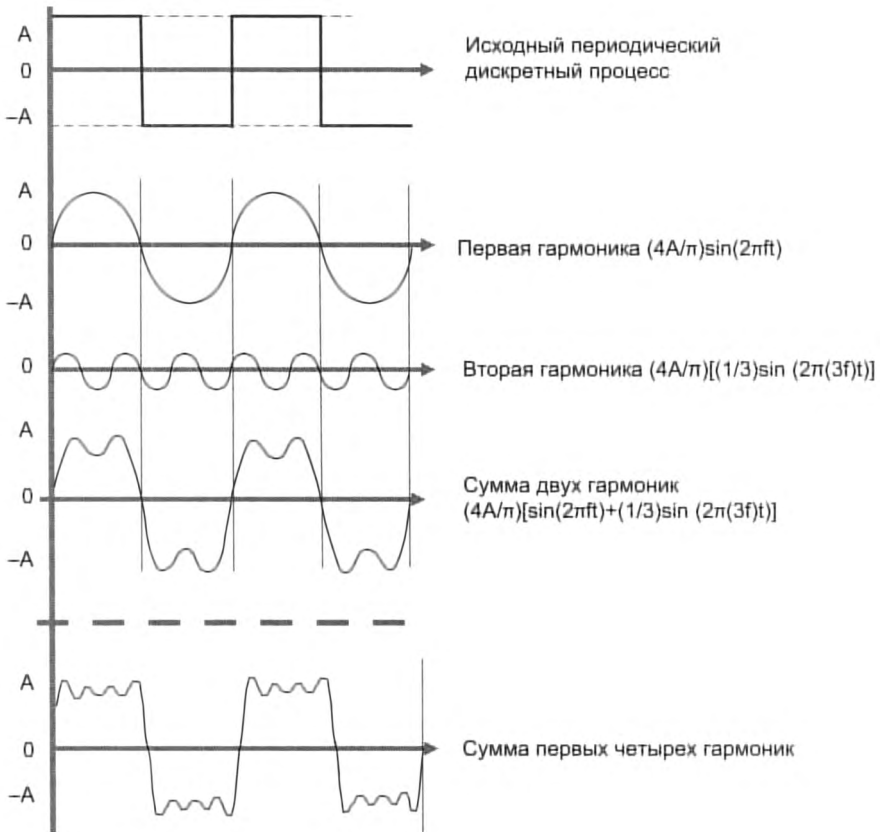 A
0
–A
Исходный периодический
дискретный процесс
A
0
–A
Первая гармоника (4A/π)sin(2πft)
0
Вторая гармоника (4A/π)[(1/3)sin (2π(3f)t)]
A
0
–A
Сумма двух гармоник
(4A/π)[sin(2πft)+(1/3)sin (2π(3f)t)]
A
0
–A
Сумма первых четырех гармоник